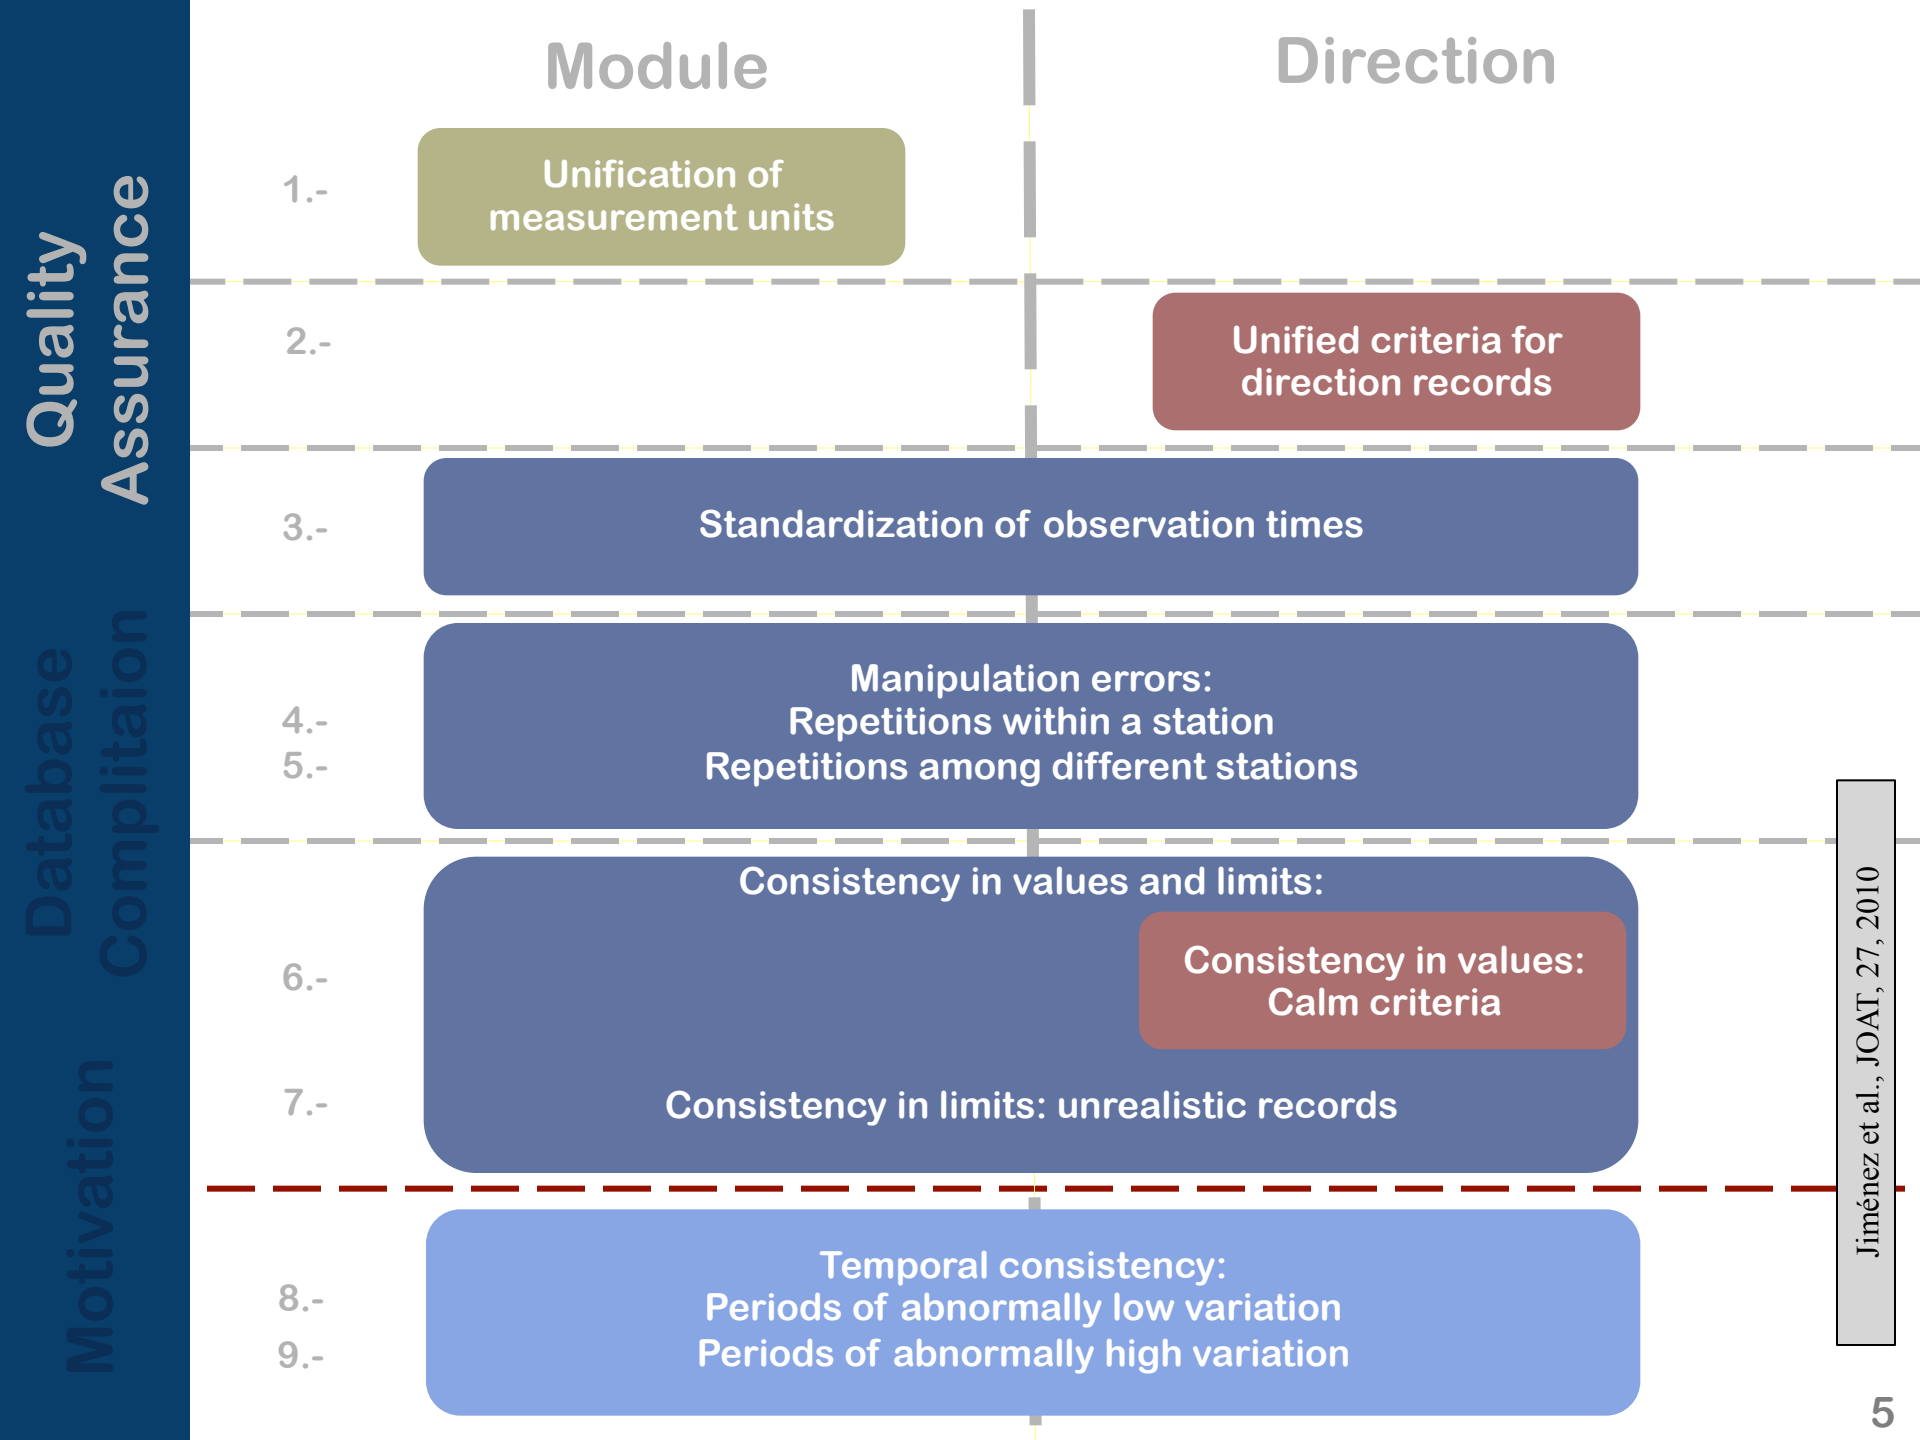 Module
Direction
1.-
Unification of
measurement units
2.-
Unified criteria for
direction records
3.-
Standardization of observation times
Manipulation errors:
4.-
Repetitions within a station
5.-
Repetitions among different stations
Consistency in values and limits:
6.-
Consistency in values:
Calm criteria
7.-
Consistency in limits: unrealistic records
Temporal consistency:
8.-
Periods of abnormally low variation
9.-
Periods of abnormally high variation
Motivation
Database
Complitaion
Quality
Assurance
Jiménez et al., JOAT, 27, 2010
5